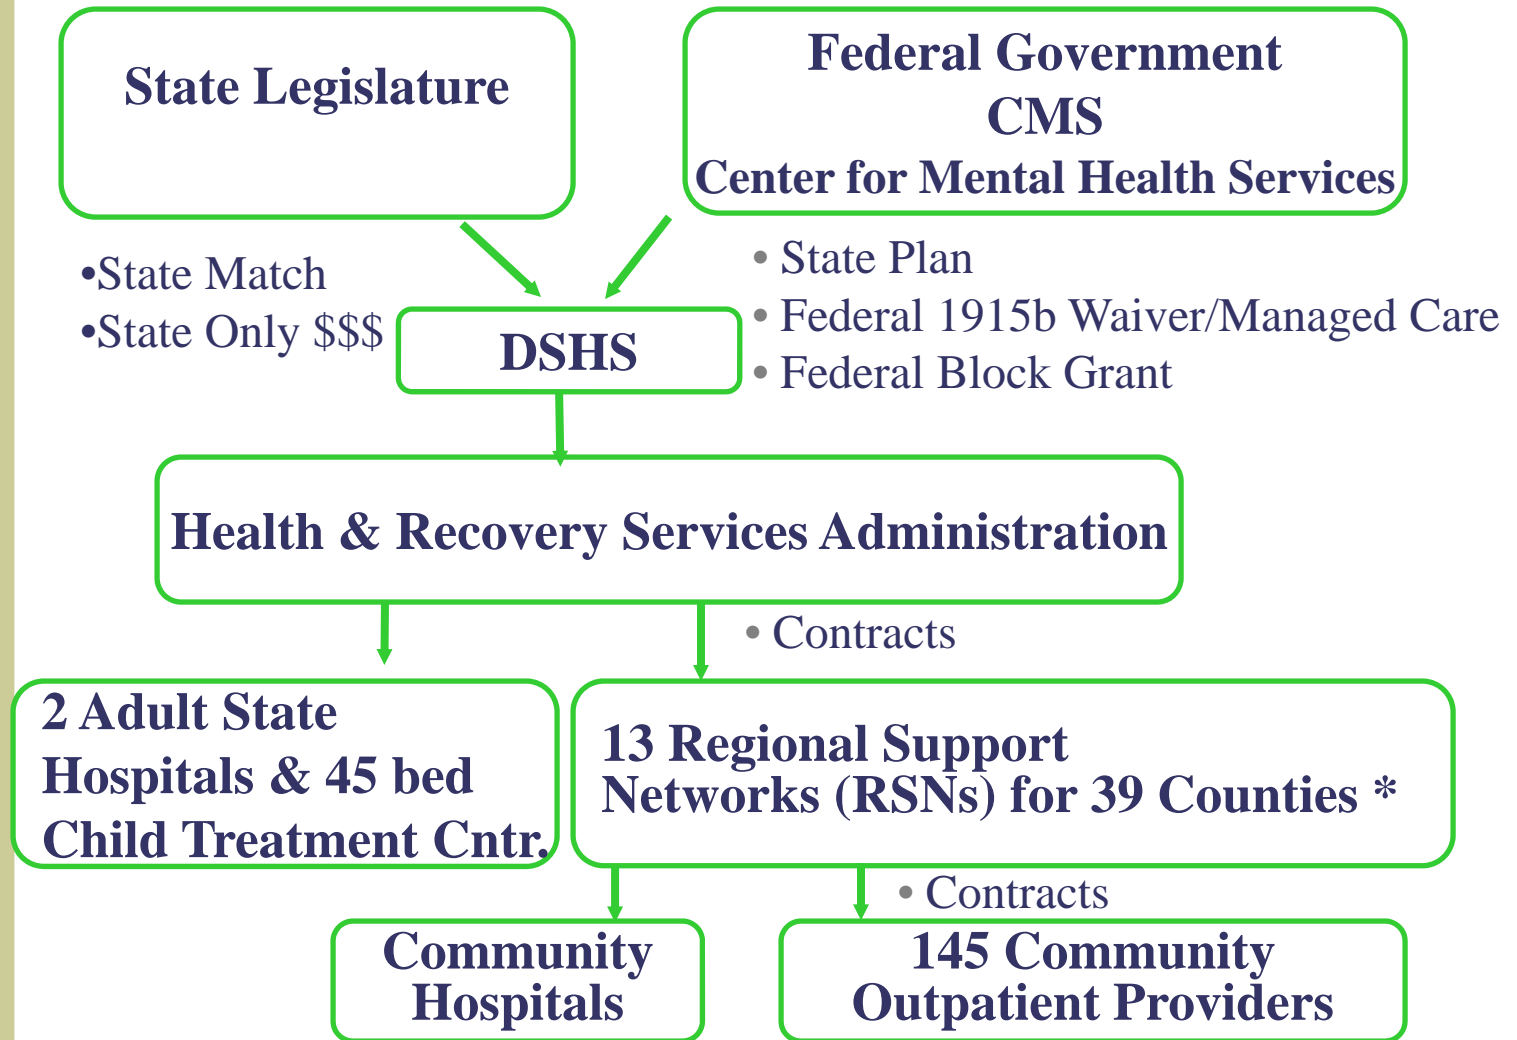 State Legislature
Federal Government
CMS
Center for Mental Health Services
•State Match
•State Only $$$
• State Plan
• Federal 1915b Waiver/Managed Care
• Federal Block Grant
DSHS
Health & Recovery Services Administration
• Contracts
2 Adult State
Hospitals & 45 bed
Child Treatment Cntr.
13 Regional Support
Networks (RSNs) for 39 Counties *
• Contracts
Community
Hospitals
145 Community
Outpatient Providers